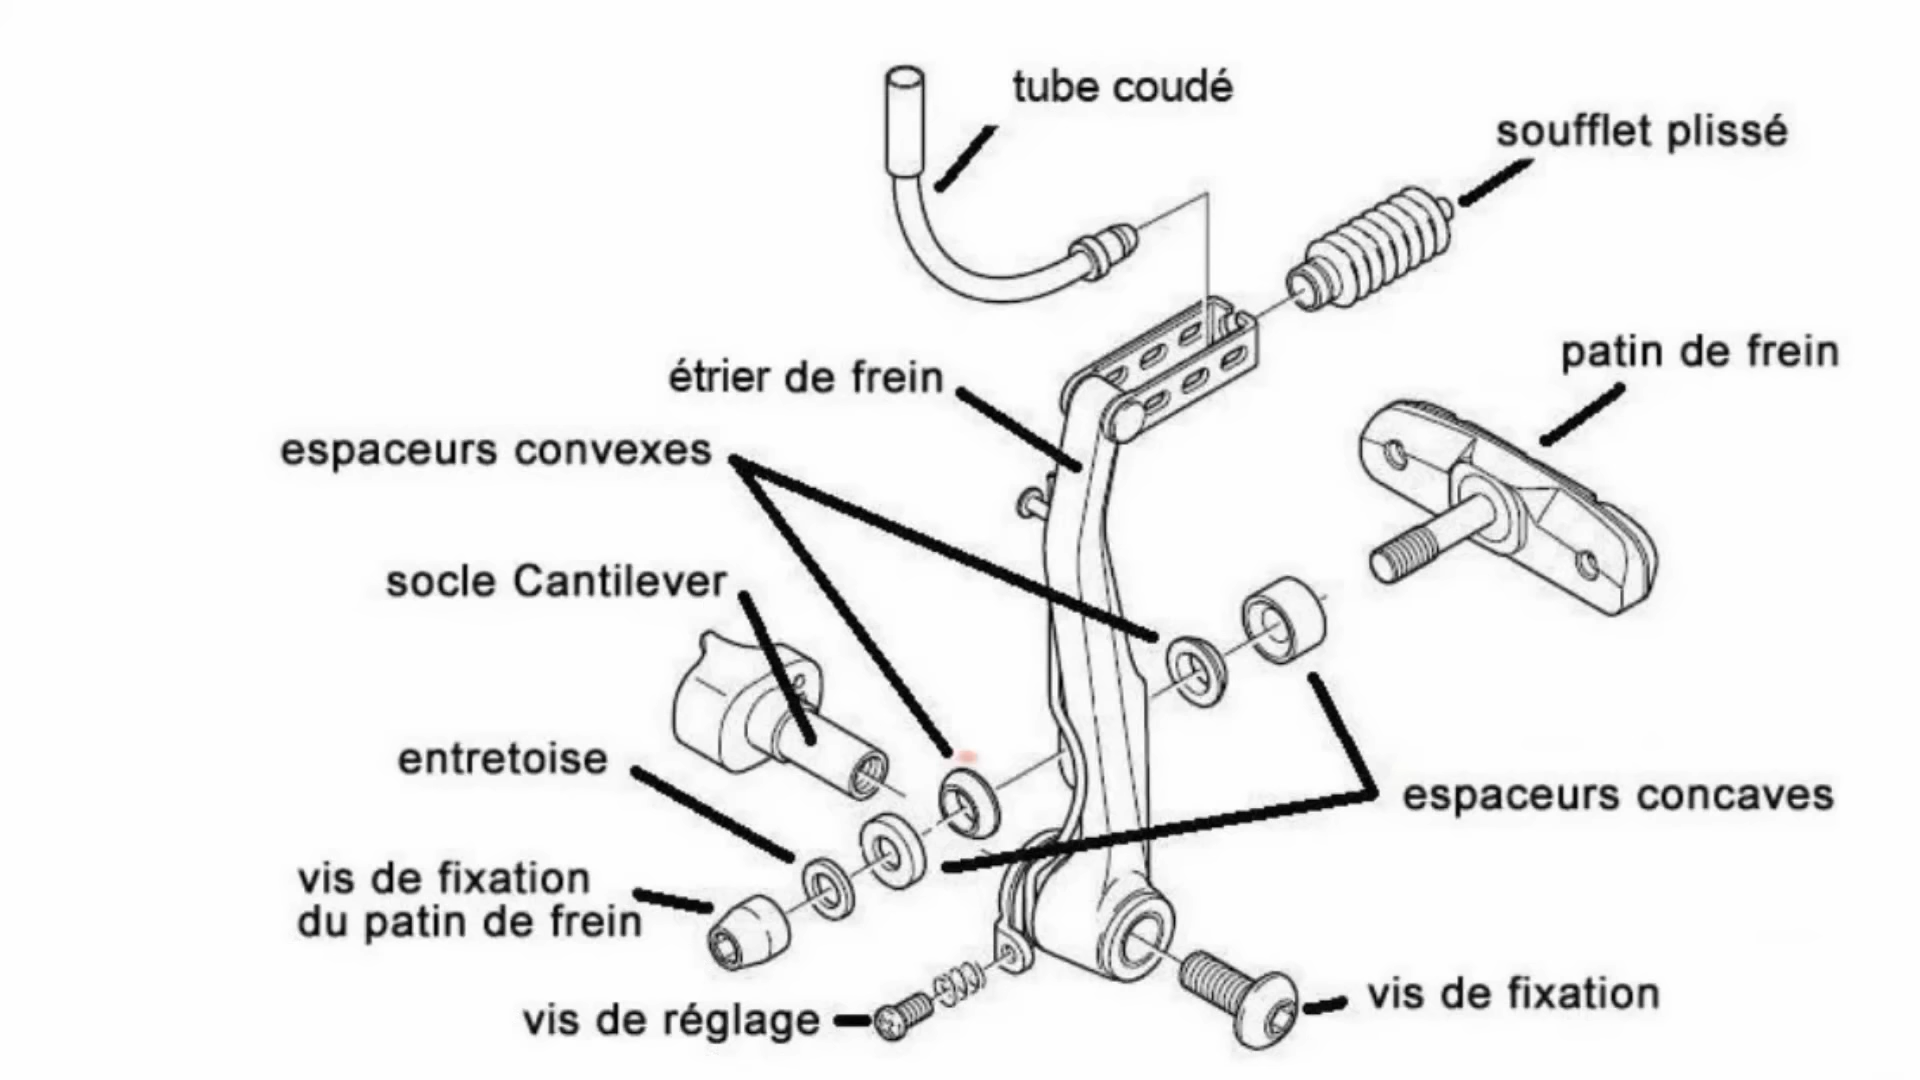 tube coudé
soufflet plissé
patin de frein
étrier de frein
espaceurs convexes
socle Cantilever
entretoise
espaceurs concaves
vis de fixation
du patin de frein
vis de fixation
vis de réglage